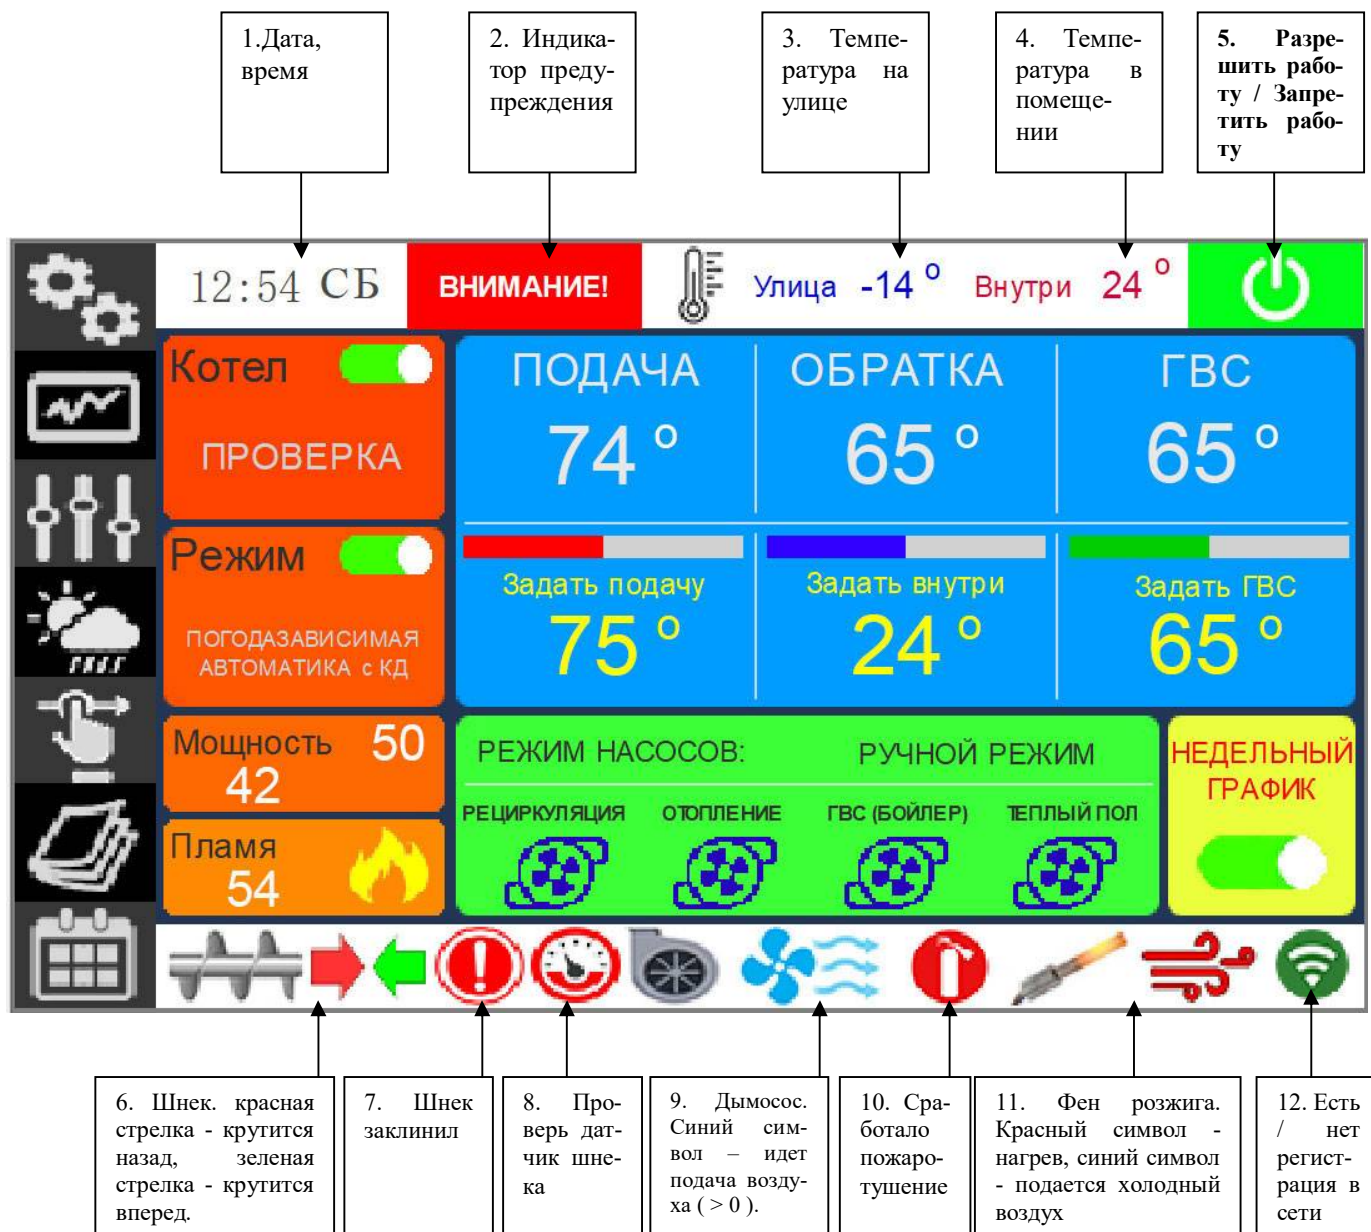 1.Дата,
время
2. Индика-
тор преду-
преждения
3. Темпе-
ратура на
улице
4. Темпе-
ратура в
помеще-
нии
5. Разре-
шить рабо-
ту / Запре-
тить рабо-
ту
12:54 СБ
ВНИМАНИЕ!
Улица -14 °
Внутри 24 °
Котел
ПРОВЕРКА
ПОДАЧА
74 °
ОБРАТКА
65 °
ГВС
65 °
Режим
ПОГОДАЗАВИСИМАЯ
АВТОМАТИКА с КД
Задать подачу
75 °
Задать внутри
24 °
Задать ГВС
65 °
Мощность 50
42
Пламя
54
РЕЖИМ НАСОСОВ: РУЧНОЙ РЕЖИМ
РЕЦИРКУЛЯЦИЯ ОТОПЛЕНИЕ ГВС (БОЙЛЕР) ТЕПЛЫЙ ПОЛ
НЕДЕЛЬНЫЙ
ГРАФИК
6. Шнек. красная
стрелка - крутится
назад, зеленая
стрелка - крутится
вперед.
7. Шнек
заклинил
8. Про-
верь дат-
чик шне-
ка
9. Дымосос.
Синий сим-
вол – идет
подача возду-
ха ( > 0 ).
10. Сра-
ботало
пожаро-
тушение
11. Фен розжига.
Красный символ -
нагрев, синий символ
- подается холодный
воздух
12. Есть
/ нет
регист-
рация в
сети